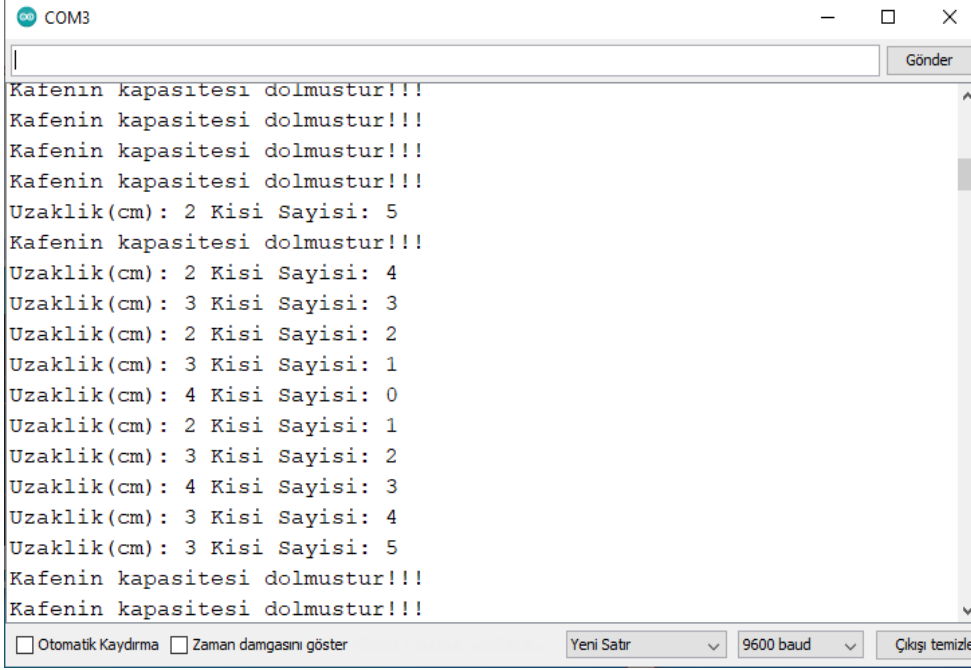 COM3
Gönder
Kafenin kapasitesi dolmustur!!!
Kafenin kapasitesi dolmustur!!!
Kafenin kapasitesi dolmustur!!!
Kafenin kapasitesi dolmustur!!!
Uzaklik(cm): 2 Kisi Sayisi: 5
Kafenin kapasitesi dolmustur!!!
Uzaklik(cm): 2 Kisi Sayisi: 4
Uzaklik(cm): 3 Kisi Sayisi: 3
Uzaklik(cm): 2 Kisi Sayisi: 2
Uzaklik(cm): 3 Kisi Sayisi: 1
Uzaklik(cm): 4 Kisi Sayisi: 0
Uzaklik(cm): 2 Kisi Sayisi: 1
Uzaklik(cm): 3 Kisi Sayisi: 2
Uzaklik(cm): 4 Kisi Sayisi: 3
Uzaklik(cm): 3 Kisi Sayisi: 4
Uzaklik(cm): 3 Kisi Sayisi: 5
Kafenin kapasitesi dolmustur!!!
Kafenin kapasitesi dolmustur!!!
Otomatik Kaydırma Zaman damgasını göster Yeni Satır 9600 baud Çıkışı temizle